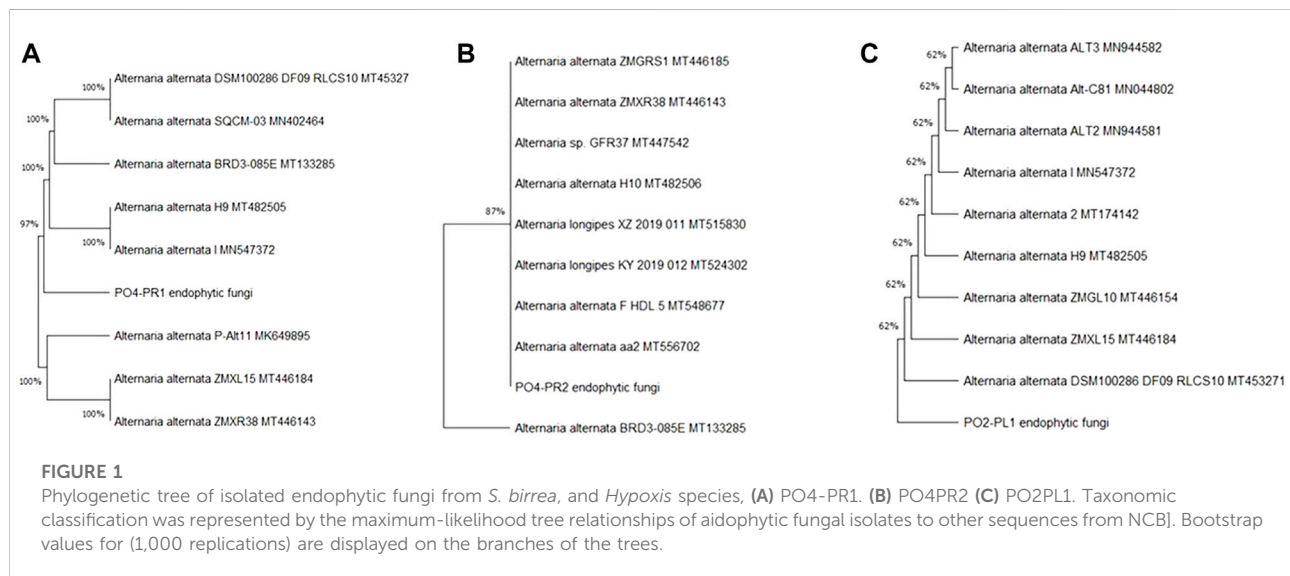 A
100%
Alternaria alternata DSM100286 DF09 RLCS10 MT45327
100%
Alternaria alternata SQCM-03 MN402464
100%
Alternaria alternata BRD3-085E MT133285
97%
Alternaria alternata H9 MT482505
100%
Alternaria alternata I MN547372
PO4-PR1 endophytic fungi
Alternaria alternata P-Alt11 MK649895
100%
Alternaria alternata ZMXL15 MT446184
100%
Alternaria alternata ZMXR38 MT446143
B
Alternaria alternata ZMGRS1 MT446185
Alternaria alternata ZMXR38 MT446143
Alternaria sp. GFR37 MT447542
Alternaria alternata H10 MT482506
87%
Alternaria longipes XZ 2019 011 MT515830
Alternaria longipes KY 2019 012 MT524302
Alternaria alternata F HDL 5 MT548677
Alternaria alternata aa2 MT556702
PO4-PR2 endophytic fungi
Alternaria alternata BRD3-085E MT133285
C
62%
Alternaria alternata ALT3 MN944582
62%
Alternaria alternata Alt-C81 MN044802
62%
Alternaria alternata ALT2 MN944581
62%
Alternaria alternata I MN547372
62%
Alternaria alternata 2 MT174142
62%
Alternaria alternata H9 MT482505
62%
Alternaria alternata ZMGL10 MT446154
62%
Alternaria alternata ZMXL15 MT446184
Alternaria alternata DSM100286 DF09 RLCS10 MT453271
PO2-PL1 endophytic fungi
FIGURE 1
Phylogenetic tree of isolated endophytic fungi from S. birrea, and Hypoxis species, (A) PO4-PR1. (B) PO4PR2 (C) PO2PL1. Taxonomic
classification was represented by the maximum-likelihood tree relationships of aidophytic fungal isolates to other sequences from NCB]. Bootstrap
values for (1,000 replications) are displayed on the branches of the trees.